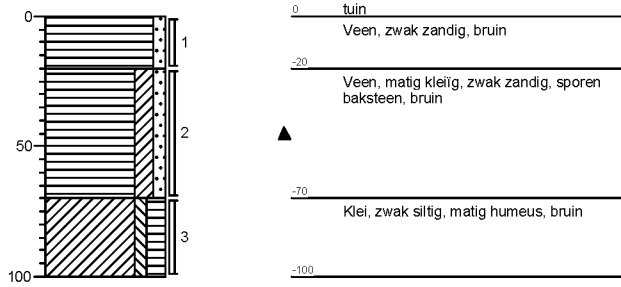 0
50
100
1
2
3
0
tuin
Veen, zwak zandig, bruin
-20
Veen, matig kleiïg, zwak zandig, sporen
baksteen, bruin
-70
Klei, zwak siltig, matig humeus, bruin
-100